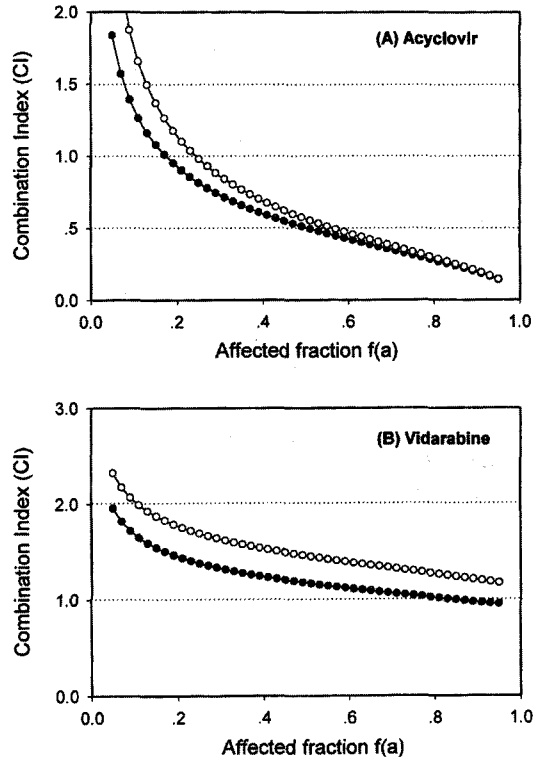 2.0
(A) Acyclovir
1.5
1.0
.5
0.0
Combination Index (CI)
0.0 .2 .4 .6 .8 1.0
Affected fraction f(a)
3.0
(B) Vidarabine
2.0
1.0
0.0
Combination Index (CI)
0.0 .2 .4 .6 .8 1.0
Affected fraction f(a)